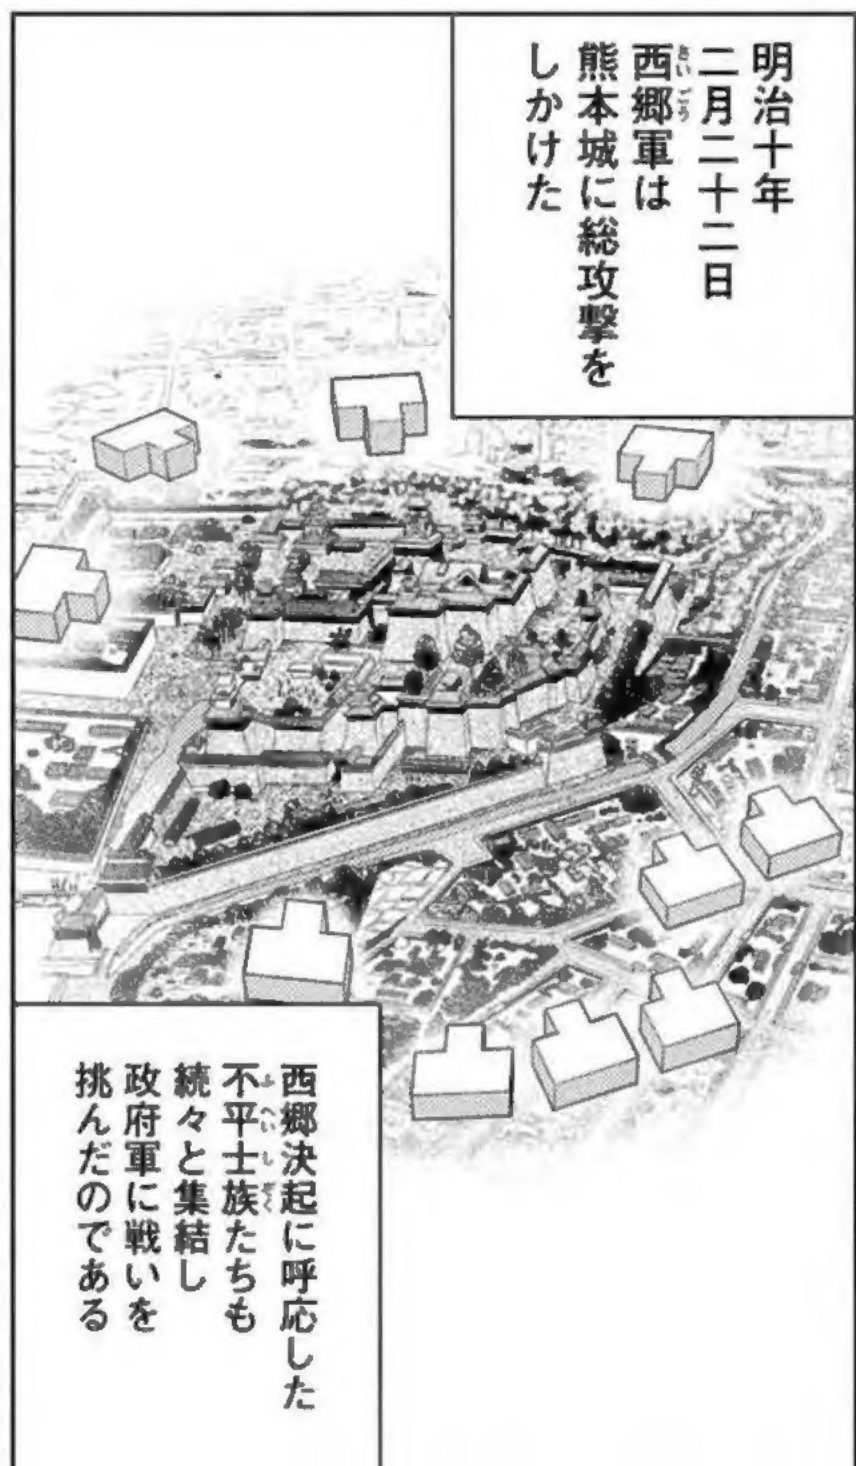 明治十年
二月二十二日
西郷軍は
熊本城に総攻撃を
しかけた
西郷決起に呼応した
不平士族たちも
続々と集結し
政府軍に戦いを
挑んだのである